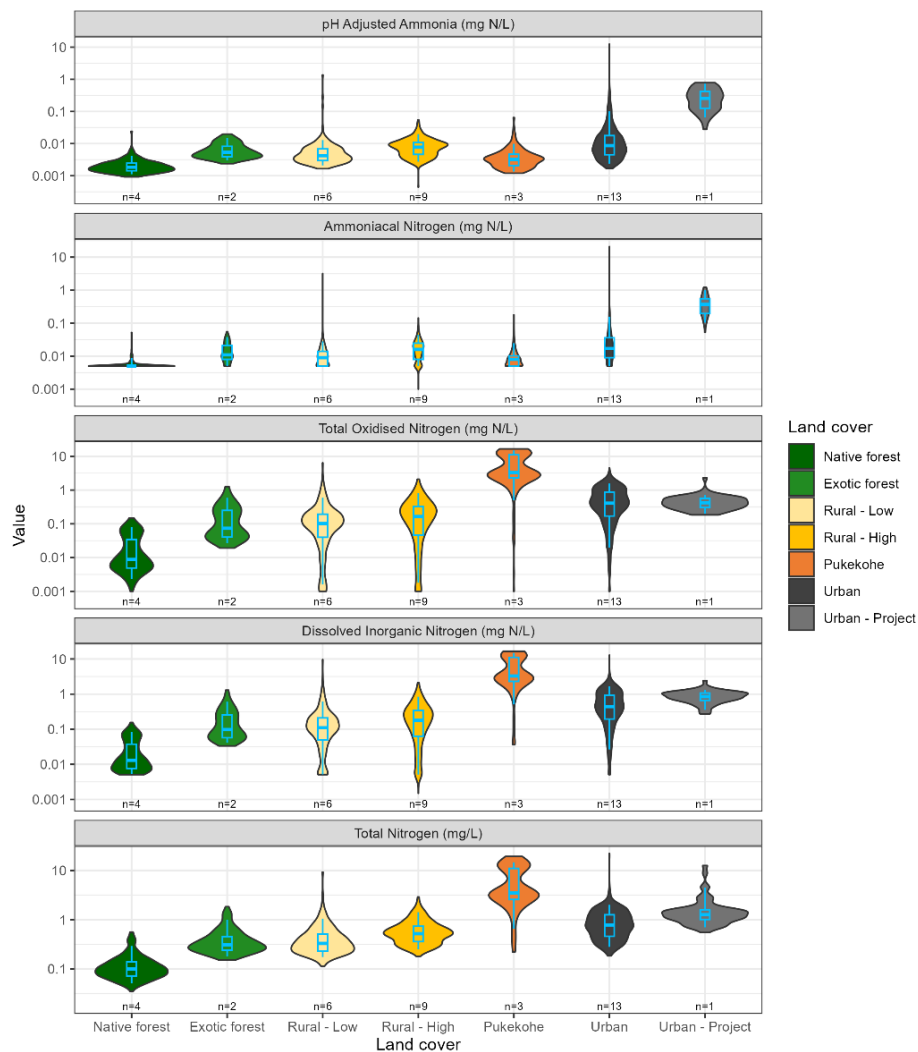 pH Adjusted Ammonia (mg N/L)
10
1
0.1
0.010
0.001
n=4 n=2 n=6 n=9 n=3 n=13 n=1
Ammoniacal Nitrogen (mg N/L)
1
0.1
0.010
0.001
n=4 n=2 n=6 n=9 n=3 n=13 n=1
Total Oxidised Nitrogen (mg N/L)
10
1
0.1
0.01
0.001
n=4 n=2 n=6 n=9 n=3 n=13 n=1
Dissolved Inorganic Nitrogen (mg N/L)
10
1
0.1
0.01
0.001
n=4 n=2 n=6 n=9 n=3 n=13 n=1
Total Nitrogen (mg/L)
10
1
0.1
n=4 n=2 n=6 n=9 n=3 n=13 n=1
Native forest Exotic forest Rural - Low Rural - High Pukekohe Urban Urban - Project
Land cover
Value
Land cover
Native forest
Exotic forest
Rural - Low
Rural - High
Pukekohe
Urban
Urban - Project